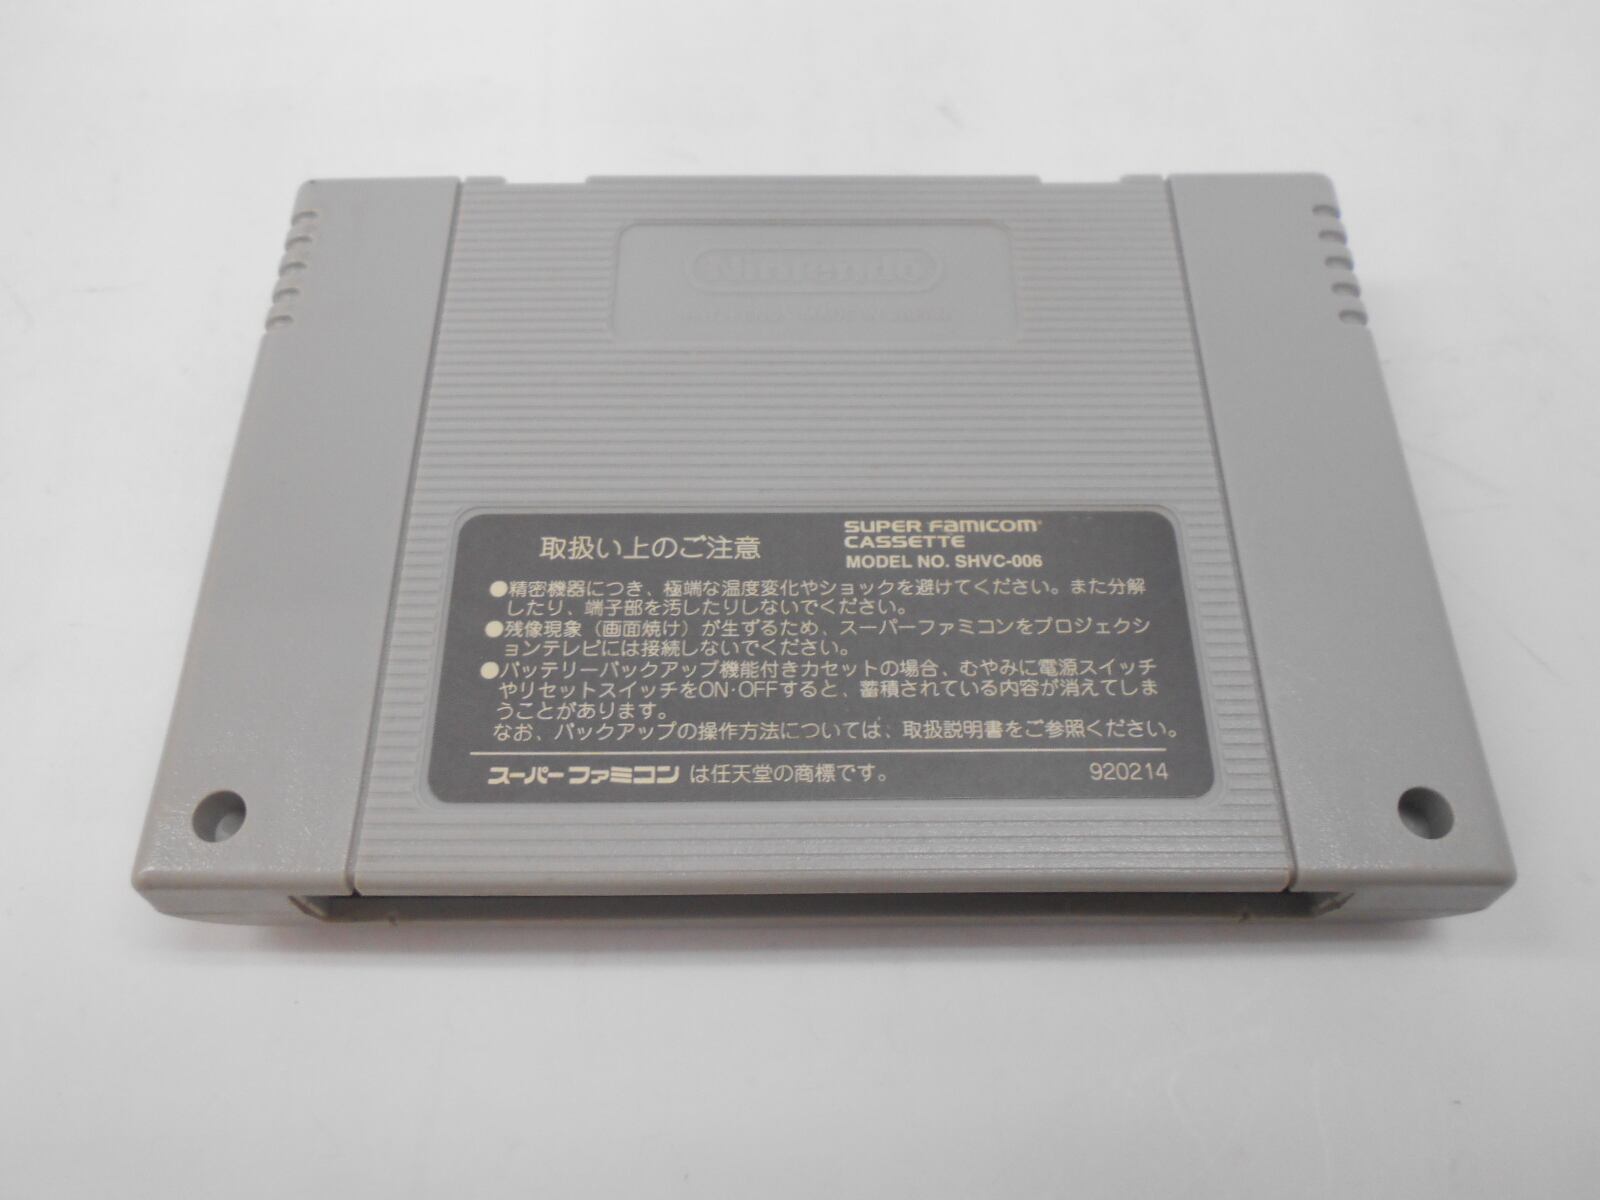 Nintendo
PAT. PEND. MADE IN JAPAN
取扱い上のご注意
SUPER FAMICOM
CASSETTE
MODEL NO. SHVC-006
●精密機器につき、極端な温度変化やショックを避けてください。また分解
したり、端子部を汚したりしないでください。
●残像現象（画面焼け）が生ずるため、スーパーファミコンをプロジェクシ
ョンテレビには接続しないでください。
●バッテリーバックアップ機能付きカセットの場合、むやみに電源スイッチ
やリセットスイッチをON・OFFすると、蓄積されている内容が消えてしま
うことがあります。
なお、バックアップの操作方法については、取扱説明書をご参照ください。
スーパーファミコン は任天堂の商標です。
920214